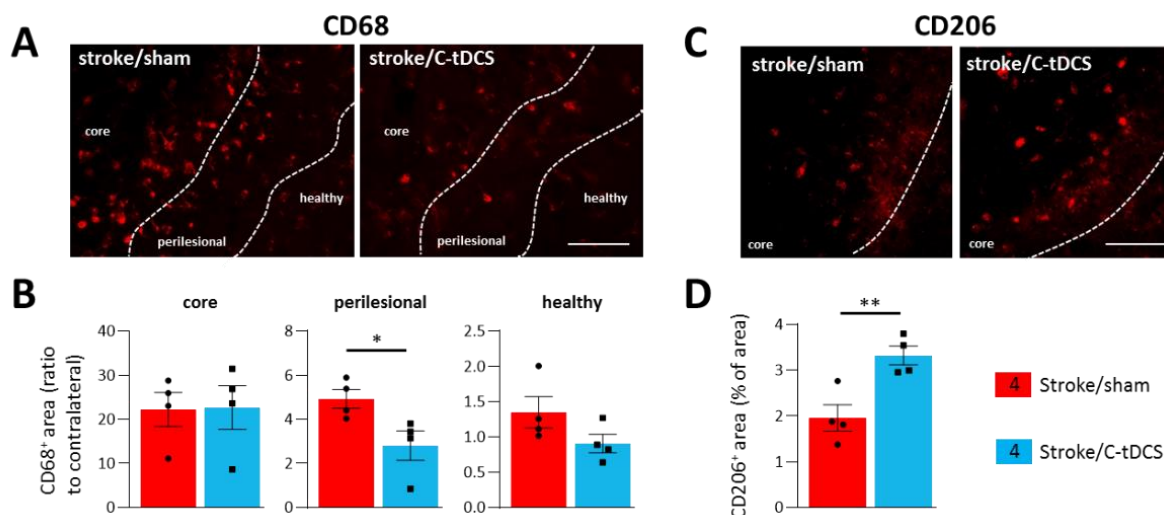 A
CD68
stroke/sham
core
perilesional
healthy
stroke/C-tDCS
core
perilesional
healthy
C
CD206
stroke/sham
core
stroke/C-tDCS
core
B
CD68⁺ area (ratio
to contralateral)
core
40
30
20
10
0
perilesional
8
6
4
2
0
*
healthy
2.5
2.0
1.5
1.0
0.5
0.0
D
CD206⁺ area (% of area)
4
3
2
1
0
**
4 Stroke/sham
4 Stroke/C-tDCS